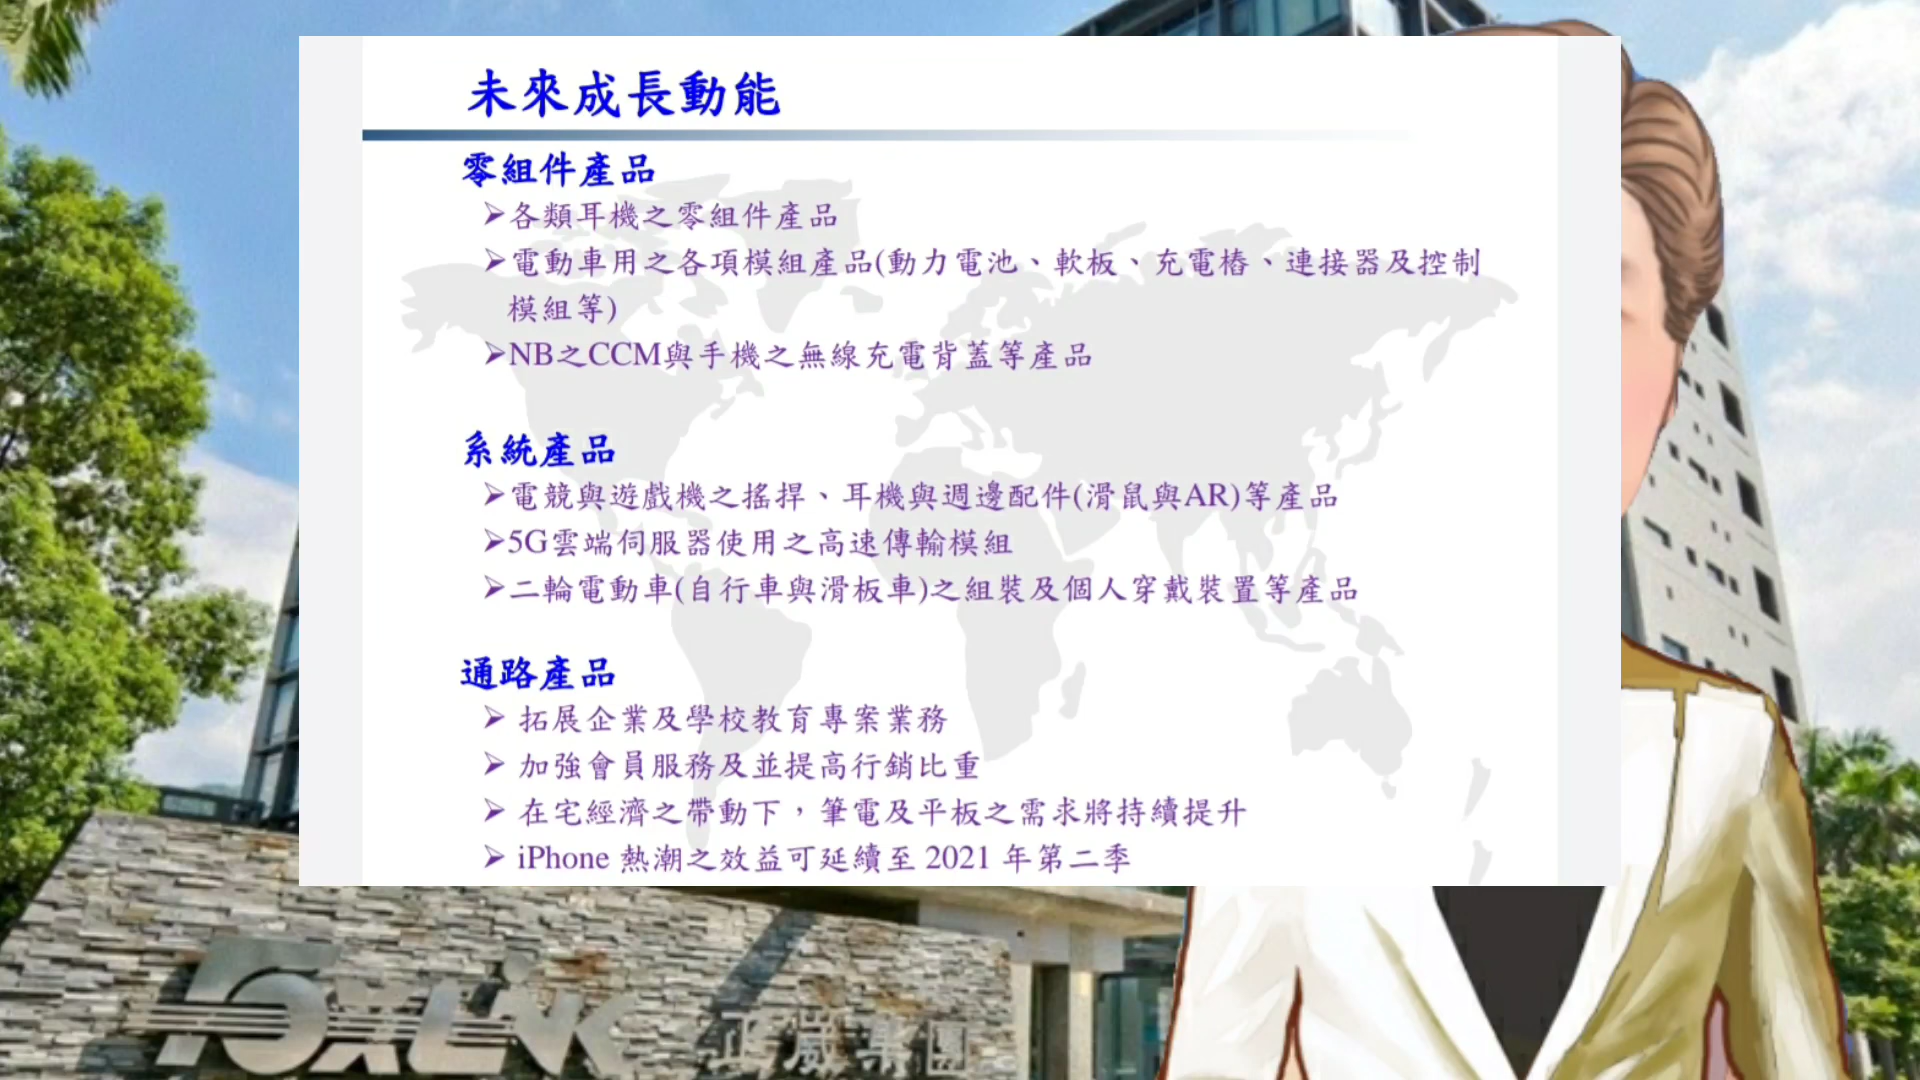 未來成長動能
零組件產品
➢各類耳機之零組件產品
➢電動車用之各項模組產品(動力電池、軟板、充電樁、連接器及控制
模組等)
➢NB之CCM與手機之無線充電背蓋等產品
系統產品
➢電競與遊戲機之搖捍、耳機與週邊配件(滑鼠與AR)等產品
➢5G雲端伺服器使用之高速傳輸模組
➢二輪電動車(自行車與滑板車)之組裝及個人穿戴裝置等產品
通路產品
➢ 拓展企業及學校教育專案業務
➢ 加強會員服務及並提高行銷比重
➢ 在宅經濟之帶動下，筆電及平板之需求將持續提升
➢ iPhone 熱潮之效益可延續至 2021 年第二季
FOXLINK 正崴集團